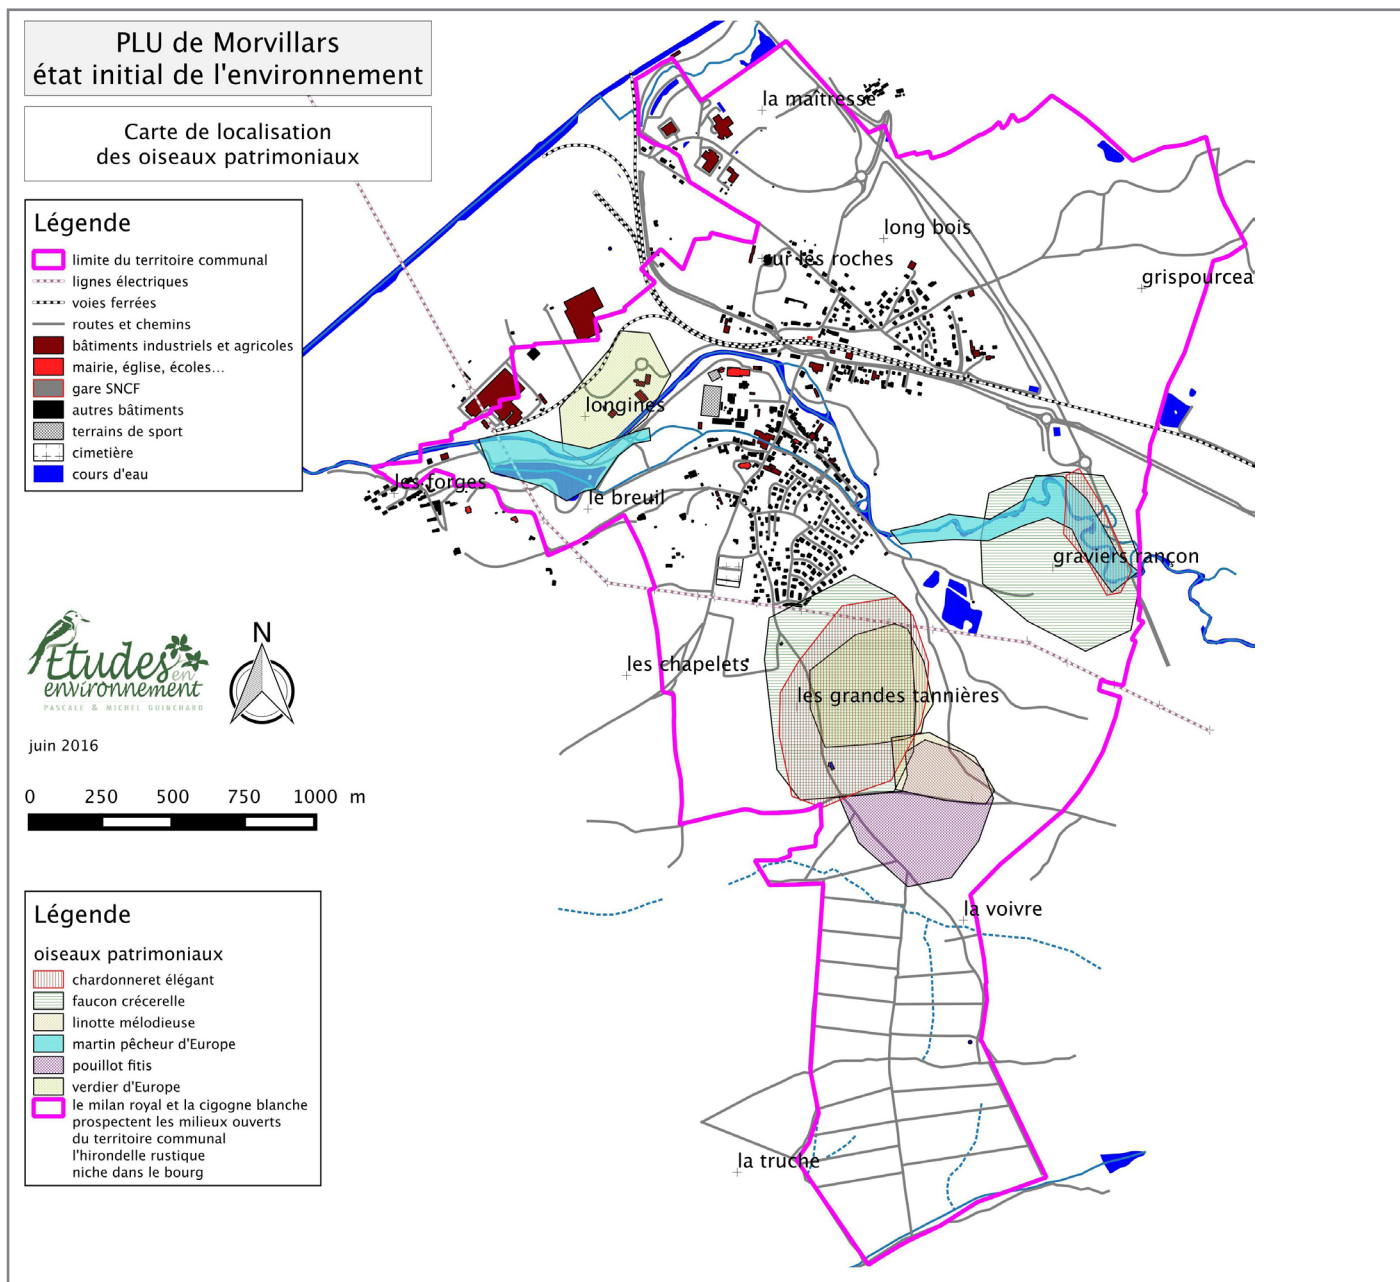 PLU de Morvillars
état initial de l'environnement
Carte de localisation
des oiseaux patrimoniaux
Légende
limite du territoire communal
lignes électriques
voies ferrées
routes et chemins
bâtiments industriels et agricoles
mairie, église, écoles...
gare SNCF
autres bâtiments
terrains de sport
cimetière
cours d'eau
la maîtresse
long bois
sur les roches
grispourcea
longines
les forges
le breuil
graviers rançon
les chapelets
les grandes tannières
la voivre
la truche
Études
en
environnement
PASCALE & MICHEL GUINCHARD
N
juin 2016
0 250 500 750 1000 m
Légende
oiseaux patrimoniaux
chardonneret élégant
faucon crécerelle
linotte mélodieuse
martin pêcheur d'Europe
pouillot fitis
verdier d'Europe
le milan royal et la cigogne blanche
prospectent les milieux ouverts
du territoire communal
l'hirondelle rustique
niche dans le bourg